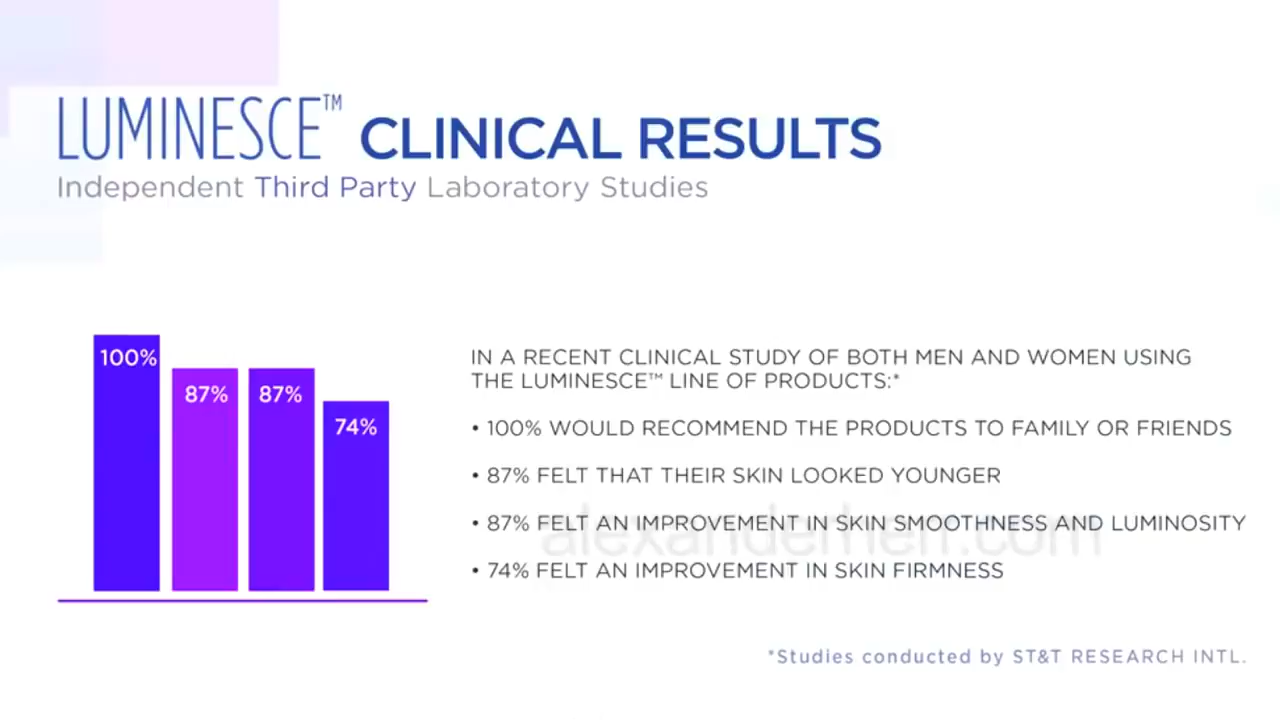 LUMINESCE™ CLINICAL RESULTS
Independent Third Party Laboratory Studies
100%
87%
87%
74%
IN A RECENT CLINICAL STUDY OF BOTH MEN AND WOMEN USING
THE LUMINESCE™ LINE OF PRODUCTS:*
• 100% WOULD RECOMMEND THE PRODUCTS TO FAMILY OR FRIENDS
• 87% FELT THAT THEIR SKIN LOOKED YOUNGER
• 87% FELT AN IMPROVEMENT IN SKIN SMOOTHNESS AND LUMINOSITY
• 74% FELT AN IMPROVEMENT IN SKIN FIRMNESS
*Studies conducted by ST&T RESEARCH INTL.